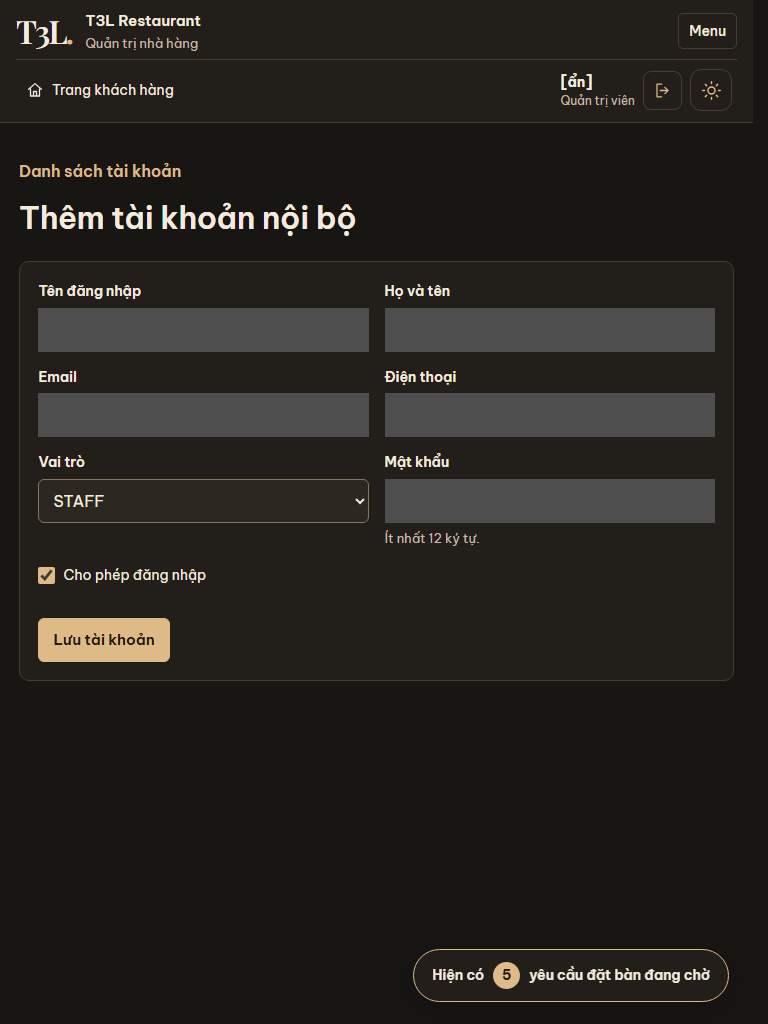 T3L.
T3L Restaurant
Quản trị nhà hàng
Menu
Trang khách hàng
[ẩn]
Quản trị viên
Danh sách tài khoản
Thêm tài khoản nội bộ
Tên đăng nhập
Họ và tên
Email
Điện thoại
Vai trò
Mật khẩu
STAFF
Ít nhất 12 ký tự.
Cho phép đăng nhập
Lưu tài khoản
Hiện có 5 yêu cầu đặt bàn đang chờ